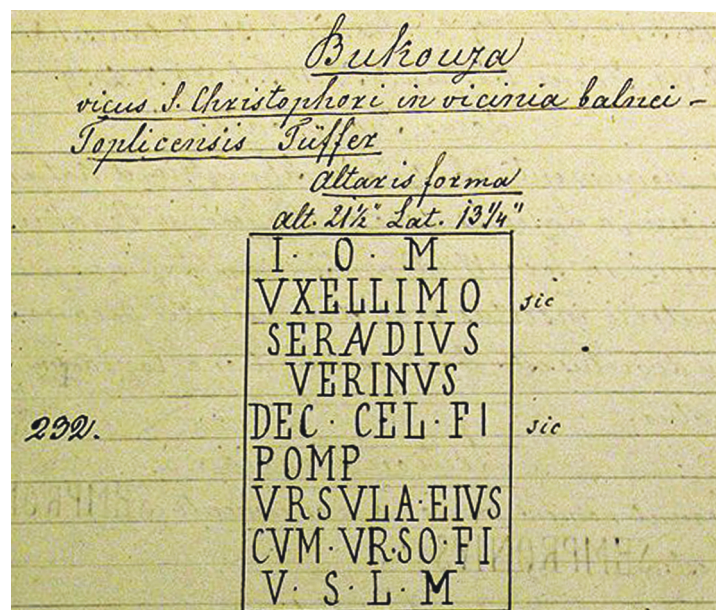 Bukouza
vicus S. Christophori in vicinia balnei -
Toplicensis Tüffer
altaris forma
alt. 21½" Lat. 13¼"
I · O · M
VXELLIMO sic
SERAVDIVS
VERINVS
232. DEC · CEL · FI sic
POMP
VRSVLA · EIVS
CVM · VRSO · FI
V · S · L · M